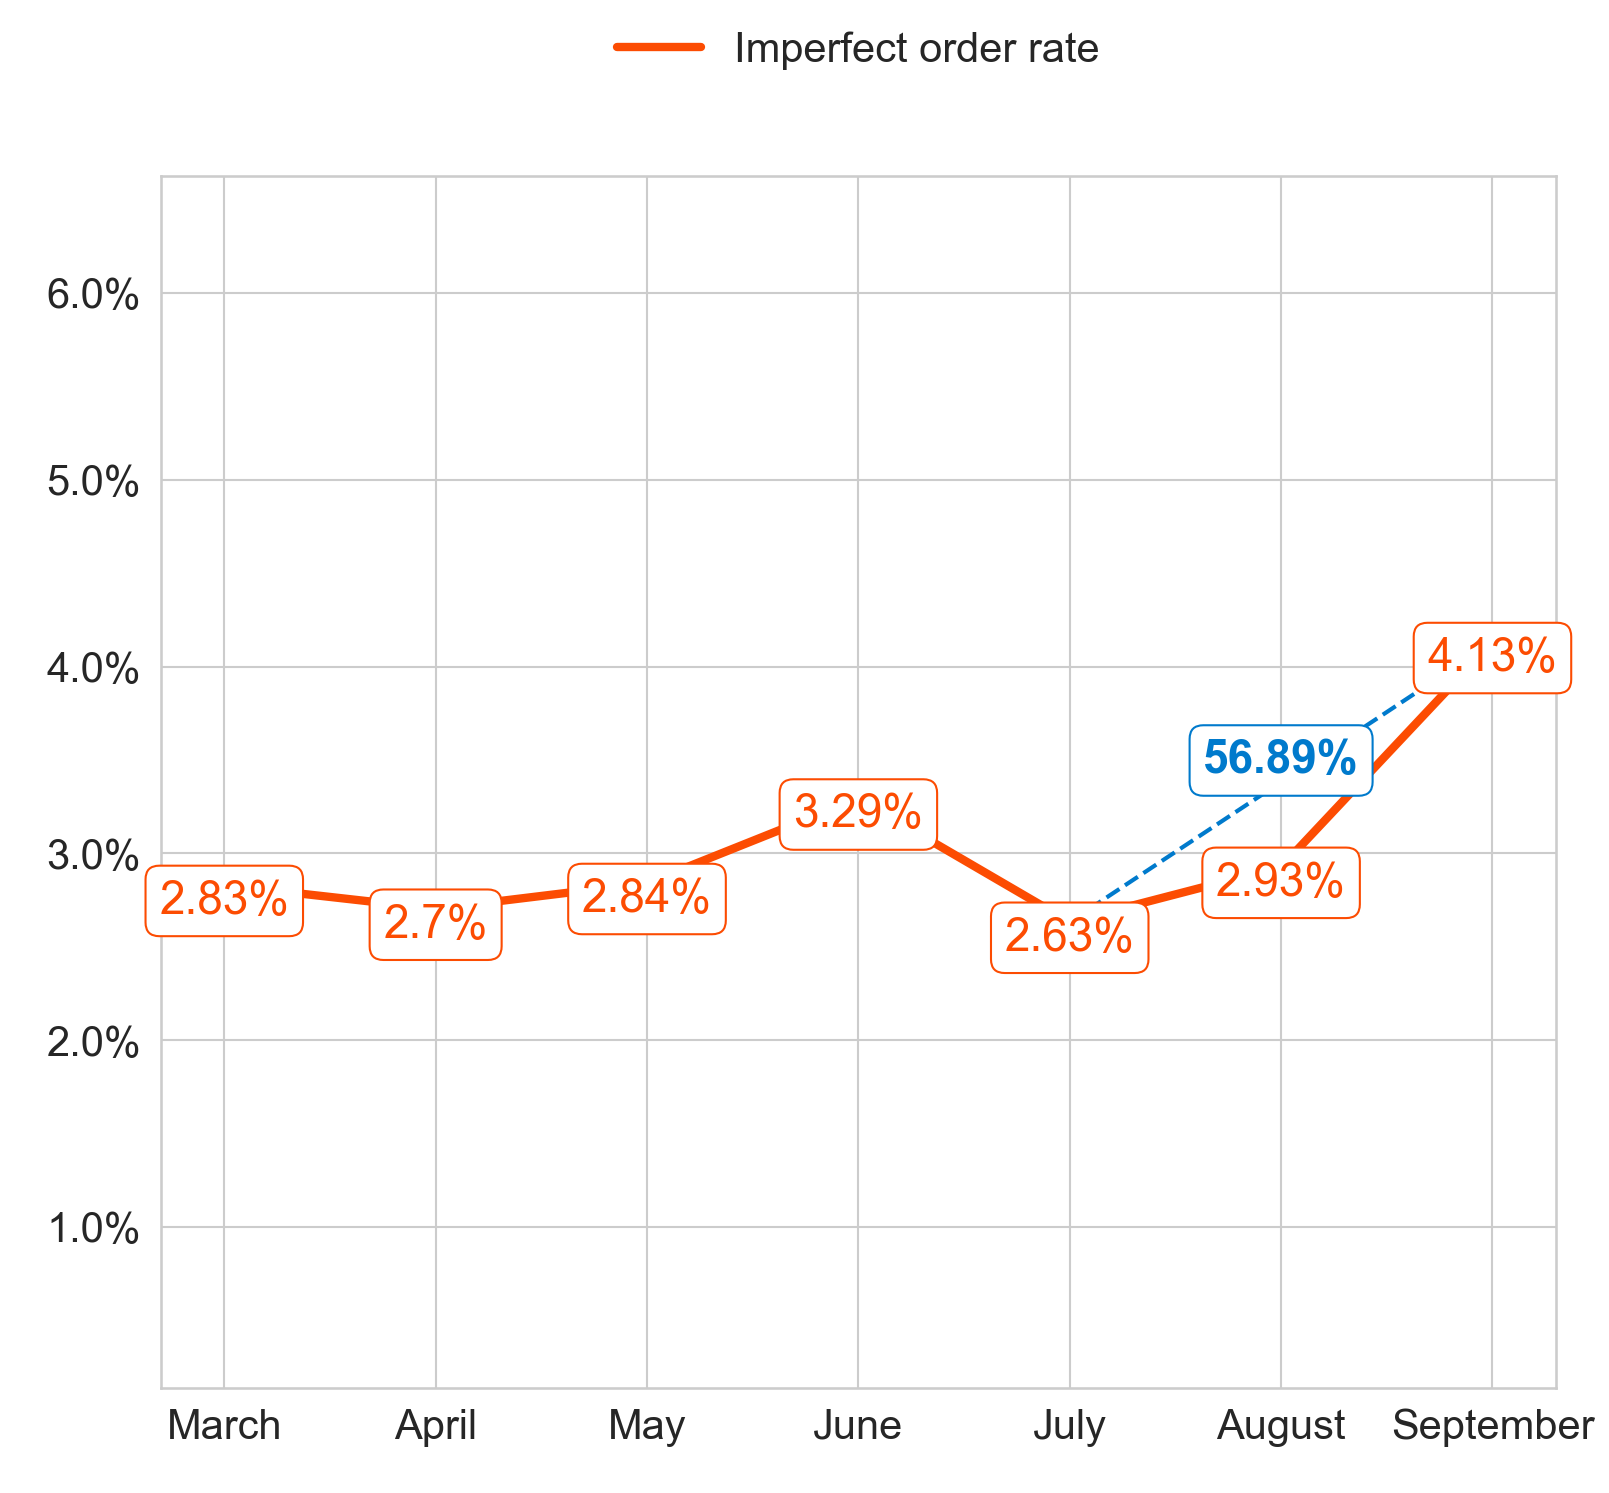 Imperfect order rate
6.0%
5.0%
4.0%
3.0%
2.0%
1.0%
2.83%
2.7%
2.84%
3.29%
2.63%
2.93%
4.13%
56.89%
March
April
May
June
July
August
September